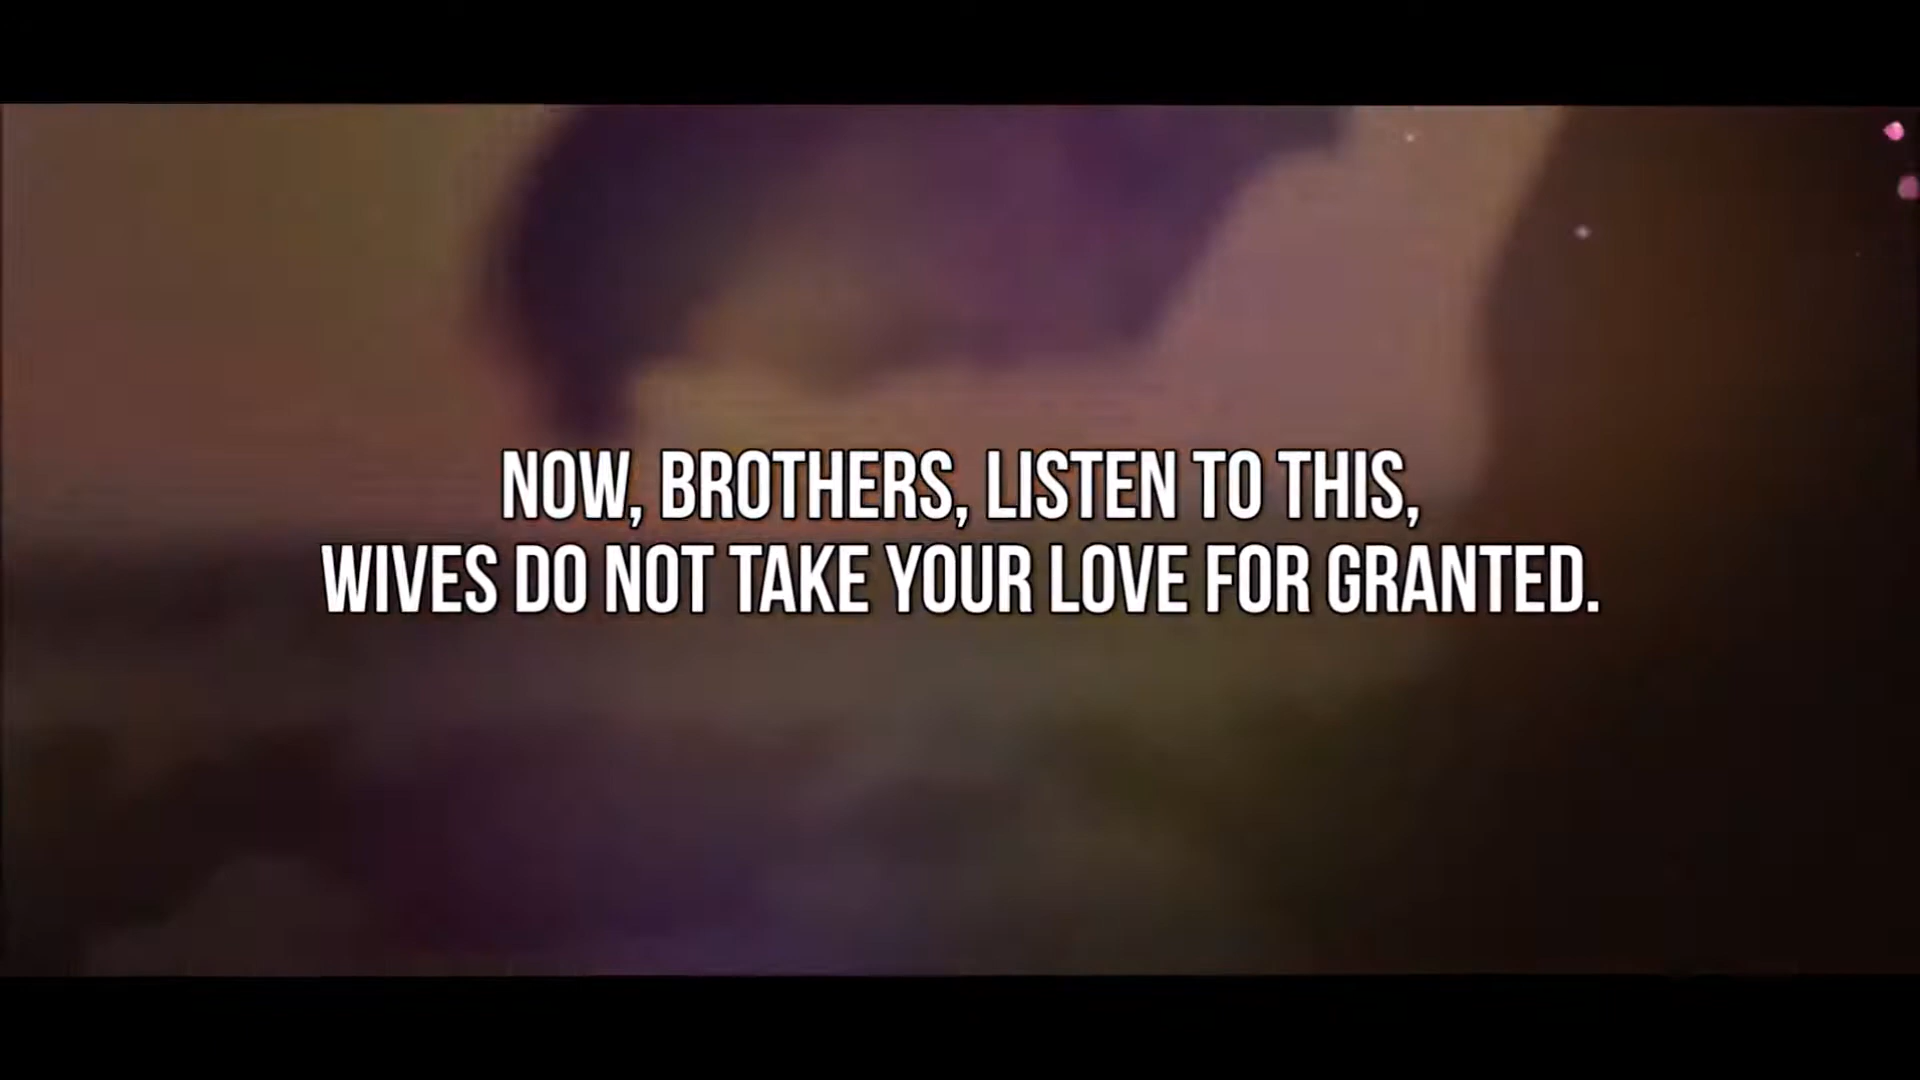 NOW, BROTHERS, LISTEN TO THIS,
WIVES DO NOT TAKE YOUR LOVE FOR GRANTED.